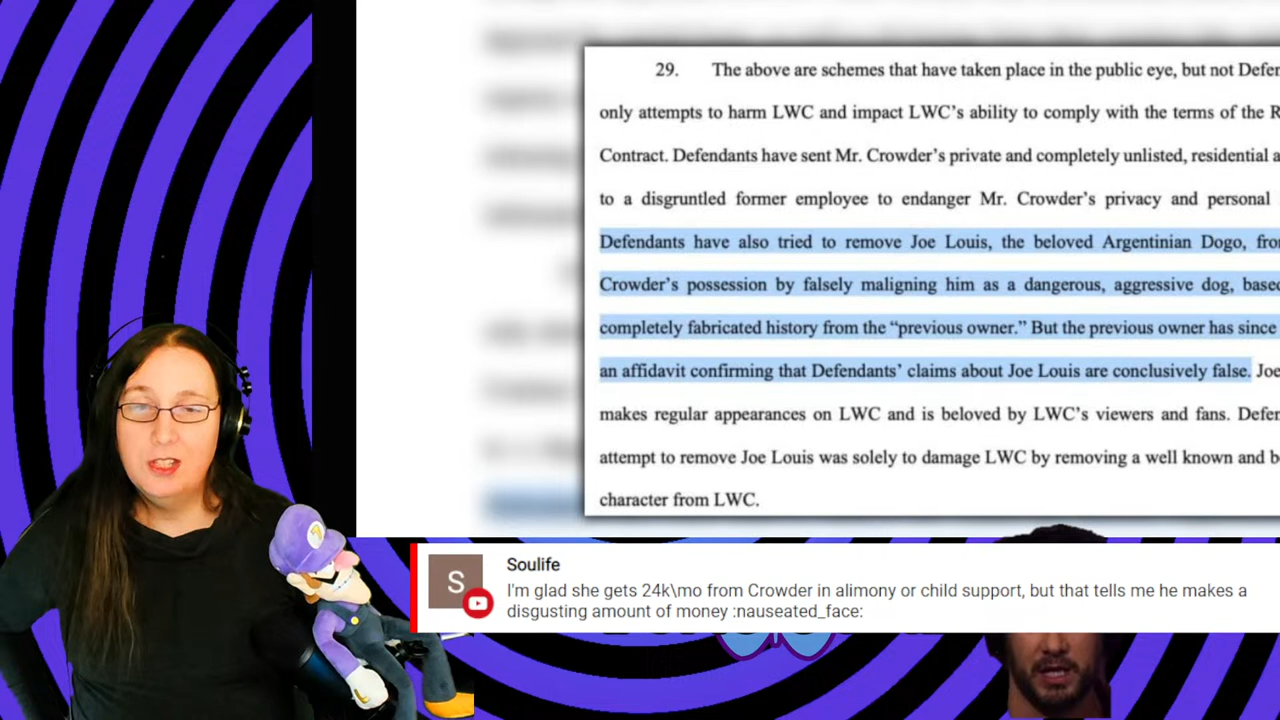 29. The above are schemes that have taken place in the public eye, but not
only attempts to harm LWC and impact LWC's ability to comply with the terms of the
Contract. Defendants have sent Mr. Crowder's private and completely unlisted, residential
to a disgruntled former employee to endanger Mr. Crowder's privacy and personal
Defendants have also tried to remove Joe Louis, the beloved Argentinian Dogo,
Crowder's possession by falsely maligning him as a dangerous, aggressive dog,
completely fabricated history from the “previous owner.” But the previous owner has since
an affidavit confirming that Defendants' claims about Joe Louis are conclusively false. Joe
makes regular appearances on LWC and is beloved by LWC's viewers and fans.
attempt to remove Joe Louis was solely to damage LWC by removing a well known and
character from LWC.
S
Soulife
I'm glad she gets 24k\mo from Crowder in alimony or child support, but that tells me he makes a
disgusting amount of money :nauseated_face: